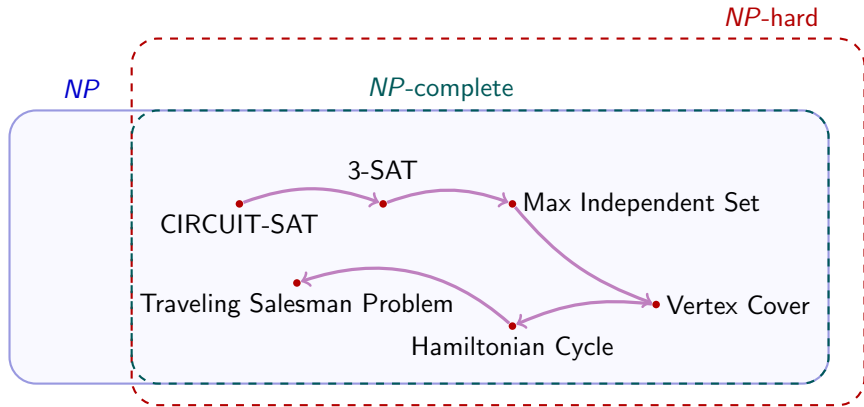 NP-hard
NP
NP-complete
3-SAT
CIRCUIT-SAT
Max Independent Set
Traveling Salesman Problem
Vertex Cover
Hamiltonian Cycle